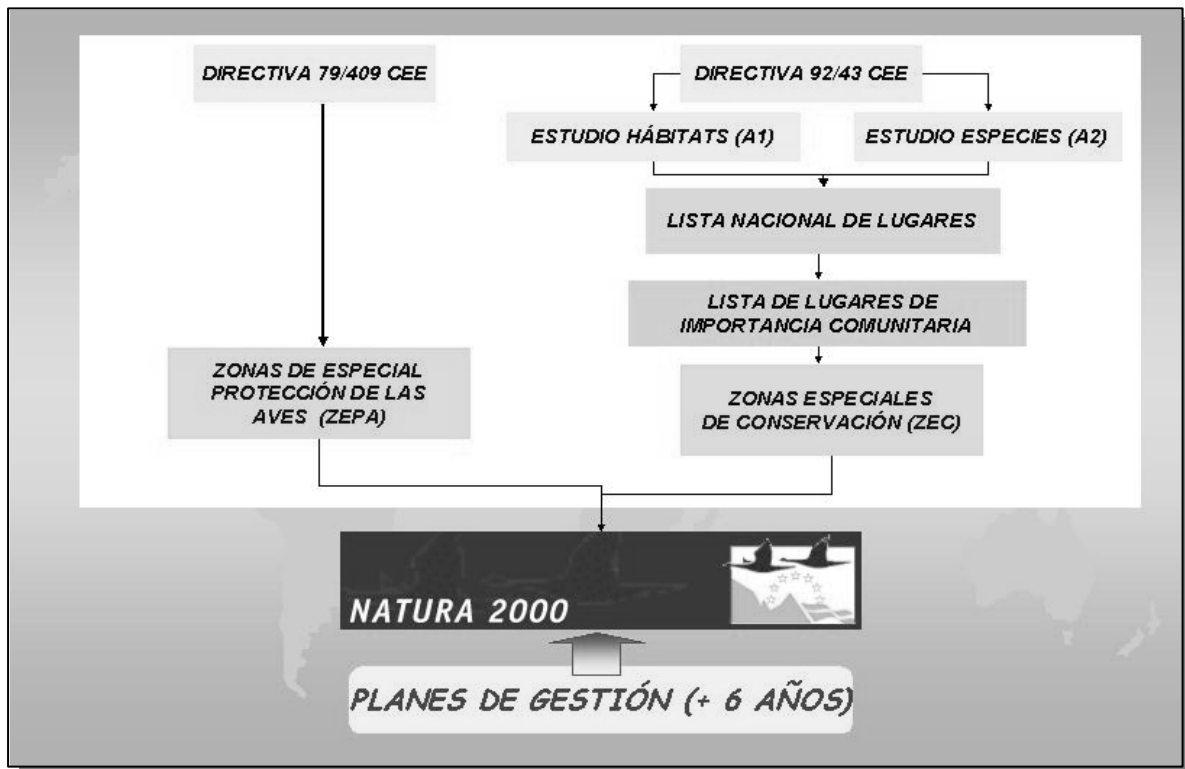 DIRECTIVA 79/409 CEE
DIRECTIVA 92/43 CEE
ESTUDIO HÁBITATS (A1)
ESTUDIO ESPECIES (A2)
LISTA NACIONAL DE LUGARES
LISTA DE LUGARES DE
IMPORTANCIA COMUNITARIA
ZONAS DE ESPECIAL
PROTECCIÓN DE LAS
AVES (ZEPA)
ZONAS ESPECIALES
DE CONSERVACIÓN (ZEC)
NATURA 2000
PLANES DE GESTIÓN (+ 6 AÑOS)